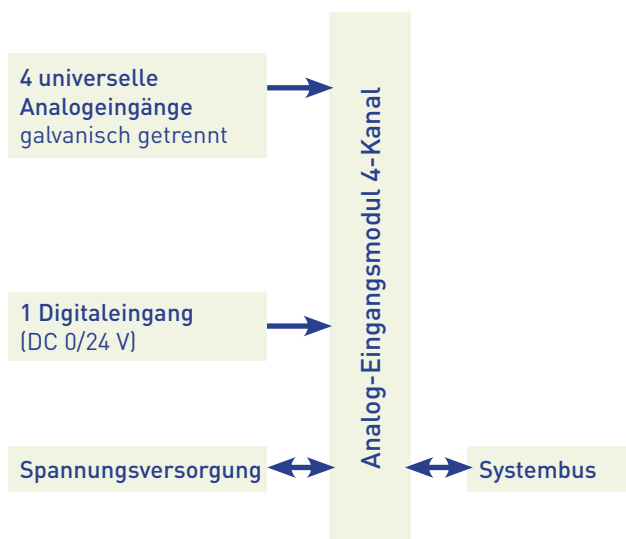 4 universelle
Analogeingänge
galvanisch getrennt
1 Digitaleingang
(DC 0/24 V)
Spannungsversorgung
Analog-Eingangsmodul 4-Kanal
Systembus